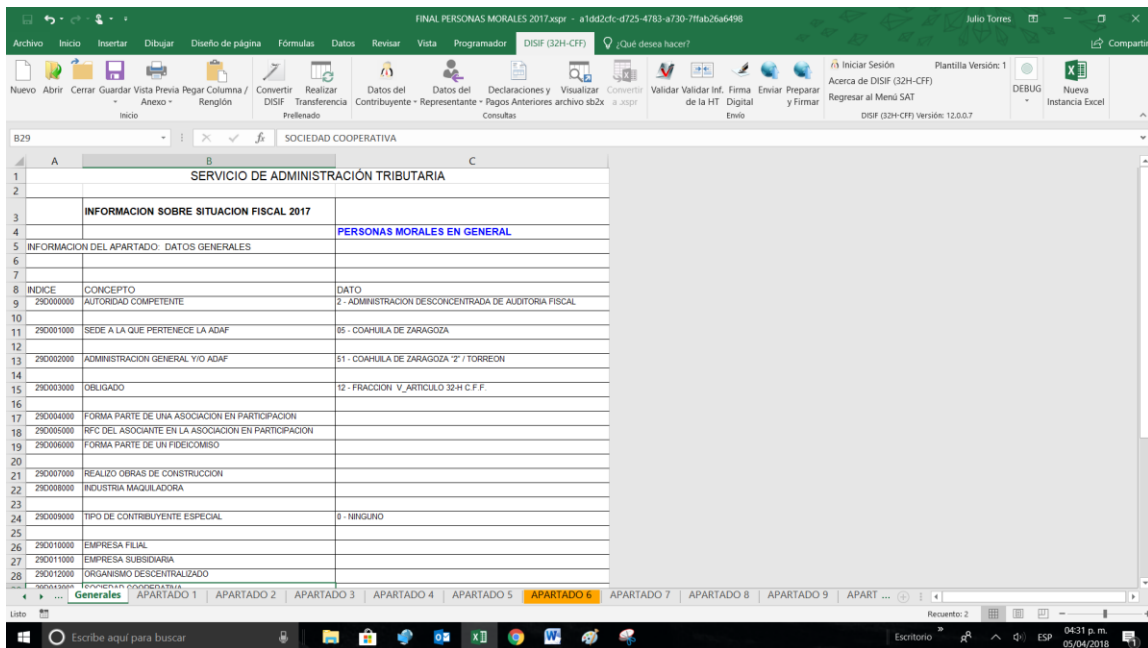 FINAL PERSONAS MORALES 2017.xspr - a1dd2cfc-d725-4783-a730-7ffab26a6498
Julio Torres
Archivo Inicio Insertar Dibujar Diseño de página Fórmulas Datos Revisar Vista Programador DISIF (32H-CFF) ¿Qué desea hacer? Compartir
Nuevo Abrir Cerrar Guardar Vista Previa Anexo Pegar Columna / Renglón
Convertir DISIF Realizar Transferencia
Datos del Contribuyente Datos del Representante Declaraciones y Pagos Anteriores Visualizar archivo sb2x Convertir a .xspr
Validar Validar Inf. de la HT Firma Digital Enviar Preparar y Firmar
Iniciar Sesión Plantilla Versión: 1
Acerca de DISIF (32H-CFF)
Regresar al Menú SAT
DEBUG Nueva Instancia Excel
Inicio Prellenado Consultas Envío DISIF (32H-CFF) Versión: 12.0.0.7
B29 fx SOCIEDAD COOPERATIVA
A B C
1 SERVICIO DE ADMINISTRACIÓN TRIBUTARIA
2
3 INFORMACION SOBRE SITUACION FISCAL 2017
4 PERSONAS MORALES EN GENERAL
5 INFORMACION DEL APARTADO: DATOS GENERALES
6
7
8 INDICE CONCEPTO DATO
9 29D000000 AUTORIDAD COMPETENTE 2 - ADMINISTRACION DESCONCENTRADA DE AUDITORIA FISCAL
10
11 29D001000 SEDE A LA QUE PERTENECE LA ADAF 05 - COAHUILA DE ZARAGOZA
12
13 29D002000 ADMINISTRACION GENERAL Y/O ADAF 51 - COAHUILA DE ZARAGOZA "2" / TORREON
14
15 29D003000 OBLIGADO 12 - FRACCION V_ARTICULO 32-H C.F.F.
16
17 29D004000 FORMA PARTE DE UNA ASOCIACION EN PARTICIPACION
18 29D005000 RFC DEL ASOCIANTE EN LA ASOCIACION EN PARTICIPACION
19 29D006000 FORMA PARTE DE UN FIDEICOMISO
20
21 29D007000 REALIZO OBRAS DE CONSTRUCCION
22 29D008000 INDUSTRIA MAQUILADORA
23
24 29D009000 TIPO DE CONTRIBUYENTE ESPECIAL 0 - NINGUNO
25
26 29D010000 EMPRESA FILIAL
27 29D011000 EMPRESA SUBSIDIARIA
28 29D012000 ORGANISMO DESCENTRALIZADO
29D013000 SOCIEDAD COOPERATIVA
... Generales APARTADO 1 APARTADO 2 APARTADO 3 APARTADO 4 APARTADO 5 APARTADO 6 APARTADO 7 APARTADO 8 APARTADO 9 APART ...
Listo Recuento: 2
Escribe aquí para buscar Escritorio ESP 04:31 p. m.
05/04/2018